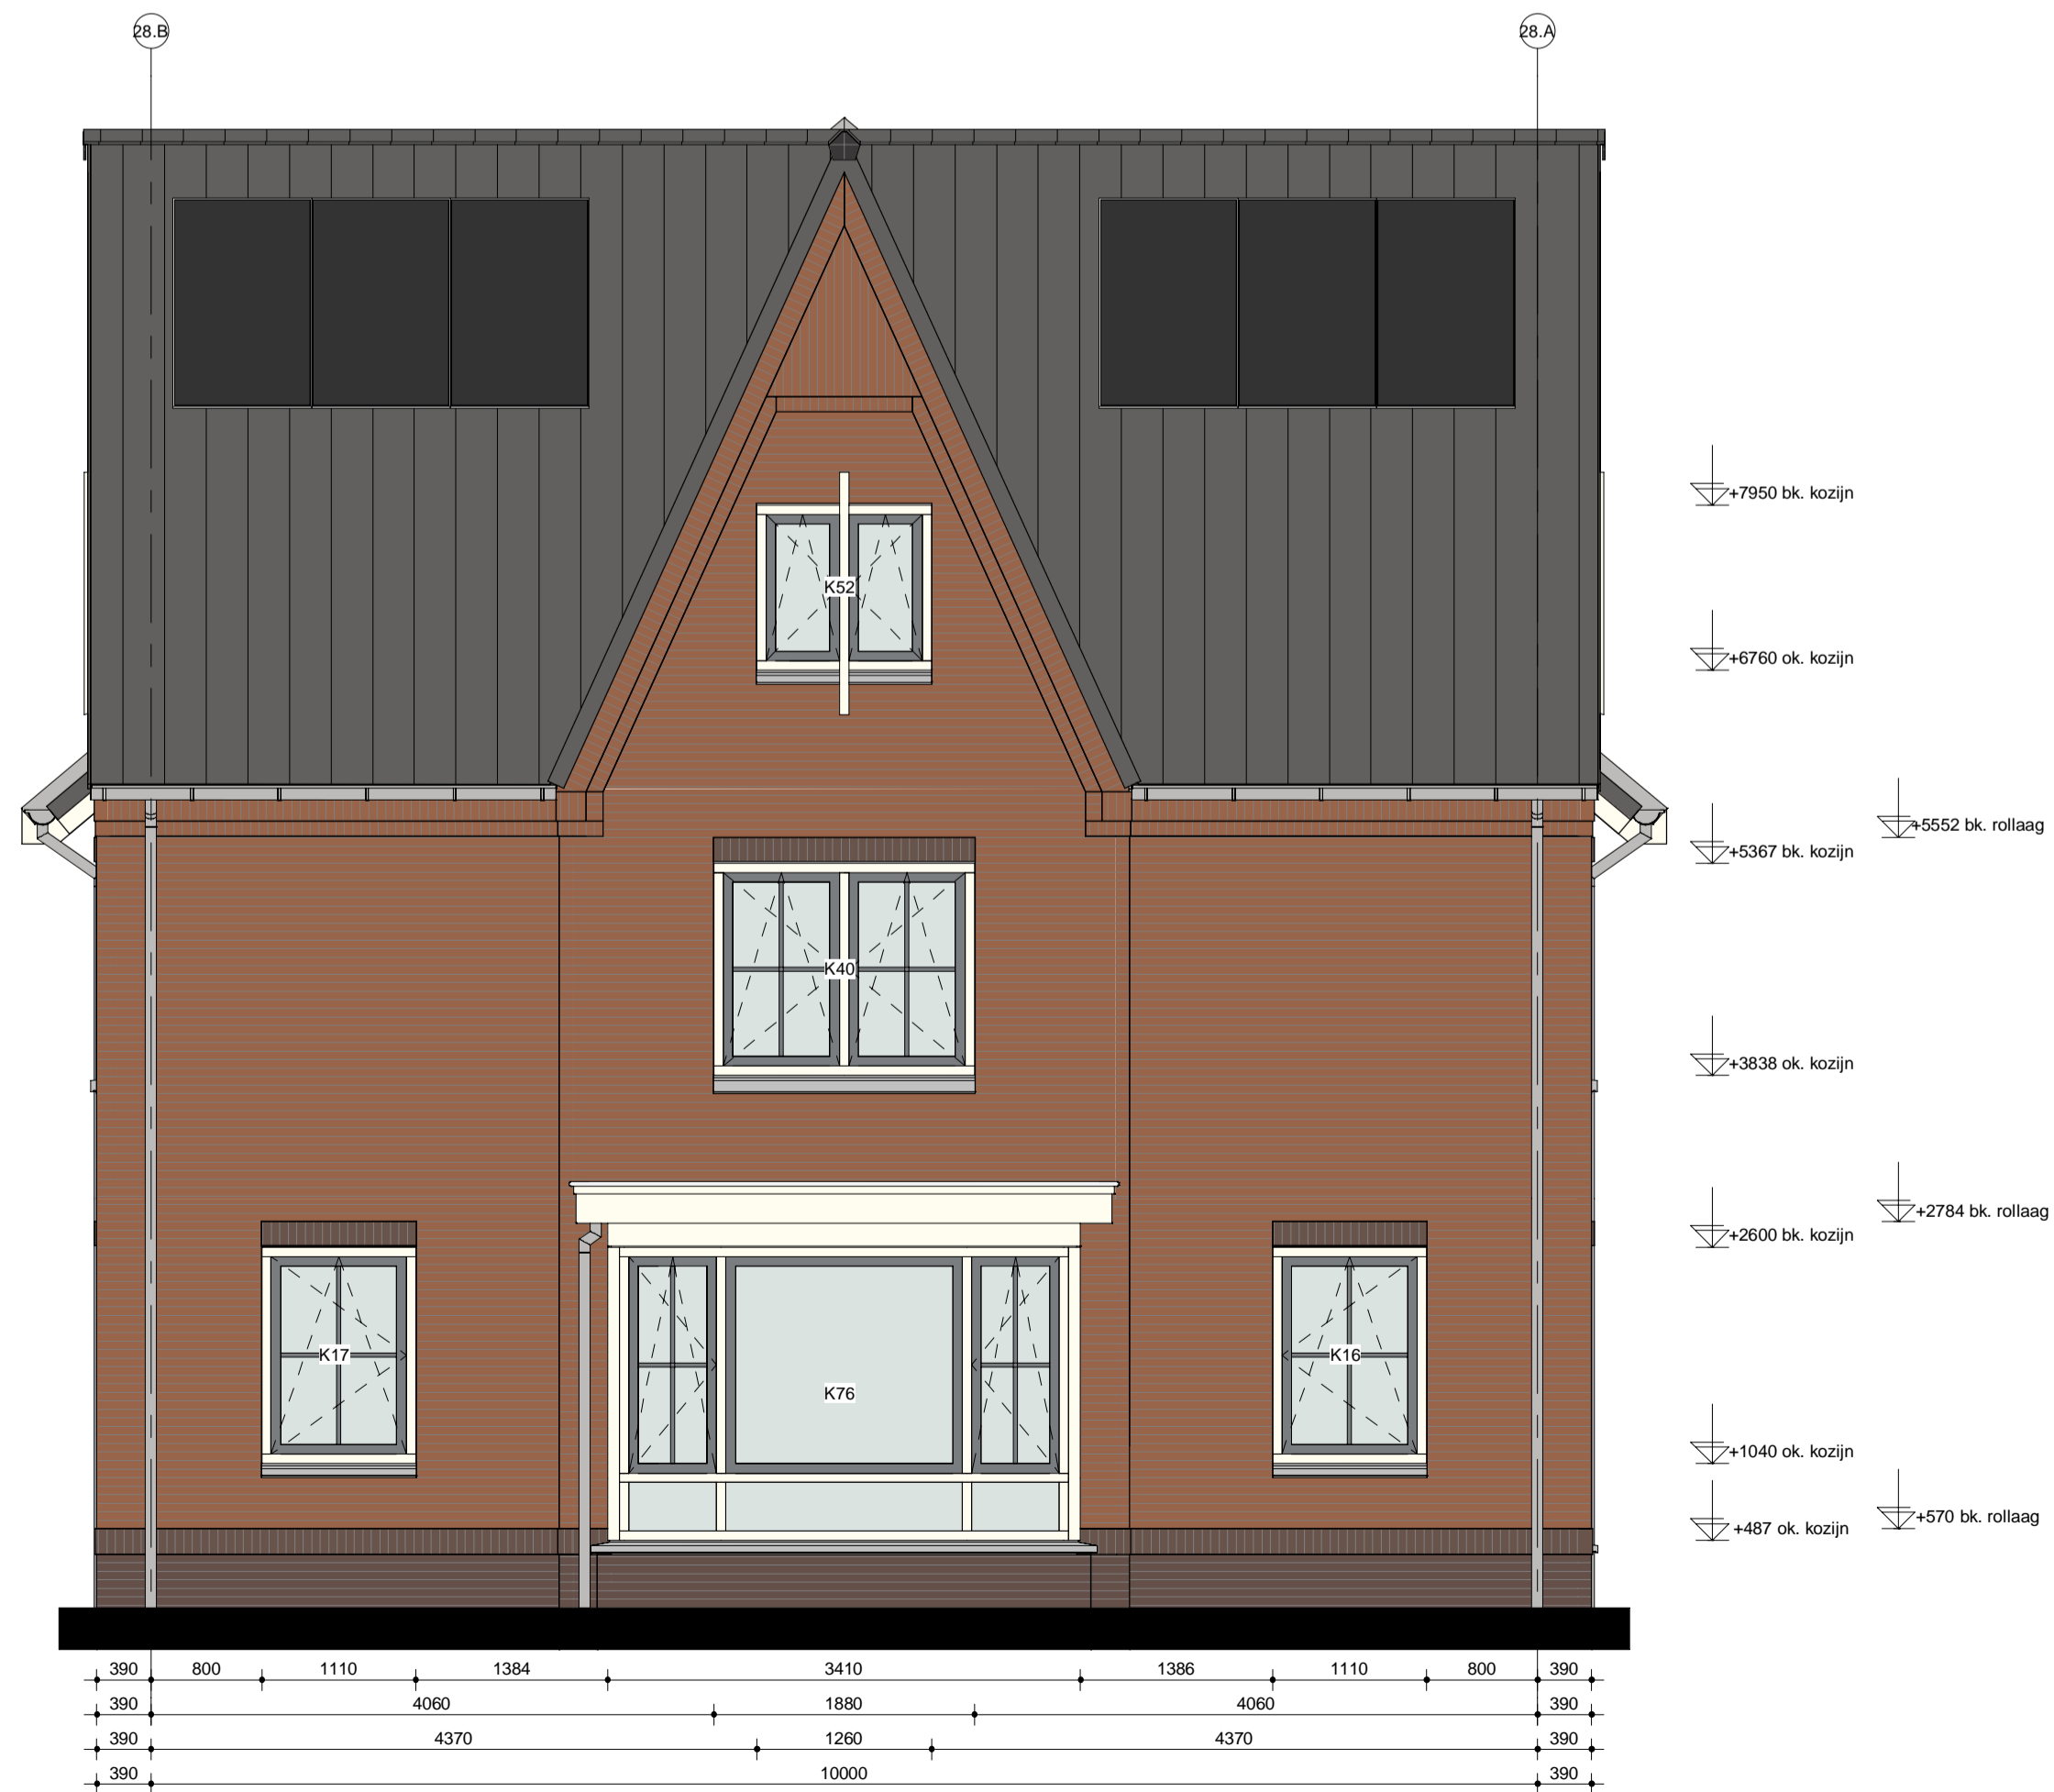 28.B
28.A
+7950 bk. kozijn
K52
+6760 ok. kozijn
+5552 bk. rollaag
+5367 bk. kozijn
K40
+3838 ok. kozijn
+2784 bk. rollaag
+2600 bk. kozijn
K17
K16
K76
+1040 ok. kozijn
+570 bk. rollaag
+487 ok. kozijn
390 800 1110 1384 3410 1386 1110 800 390
390 4060 1880 4060 390
390 4370 1260 4370 390
390 10000 390